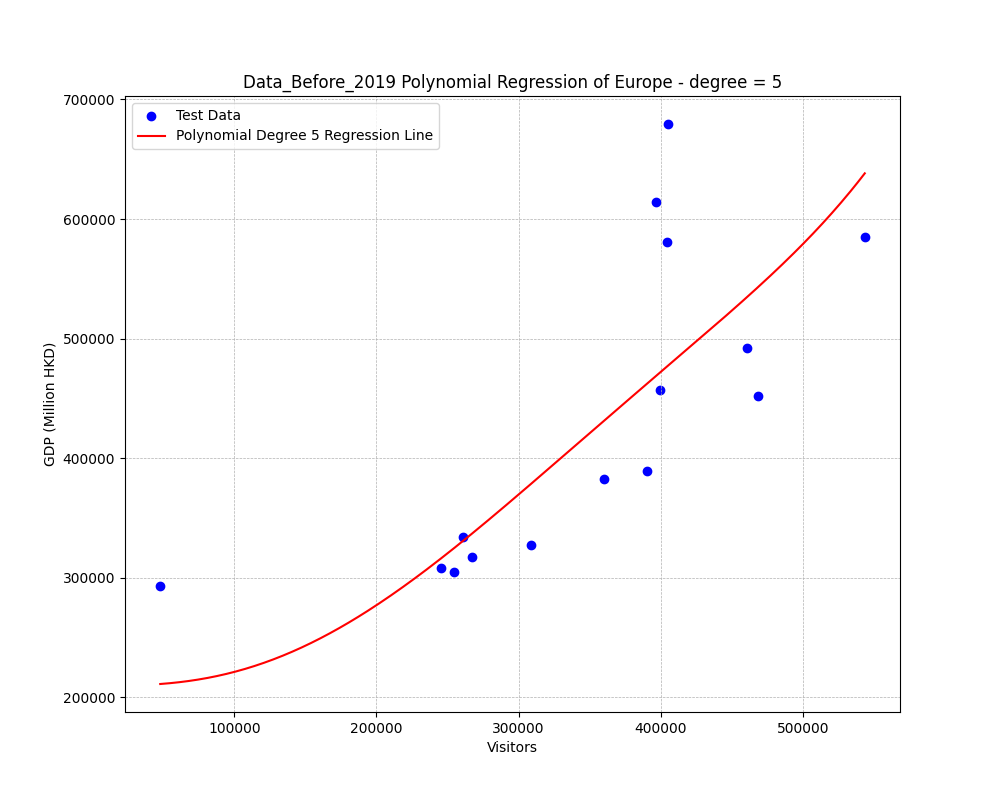 Data_Before_2019 Polynomial Regression of Europe - degree = 5
Test Data
Polynomial Degree 5 Regression Line
700000
600000
500000
400000
300000
200000
GDP (Million HKD)
100000 200000 300000 400000 500000
Visitors